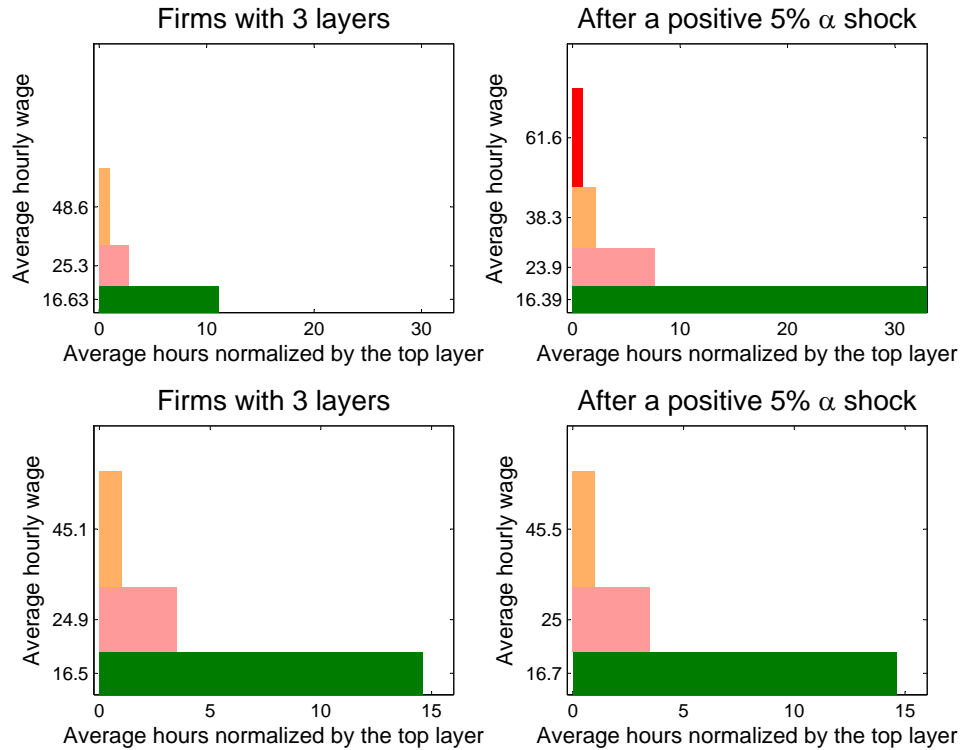 Firms with 3 layers
Average hourly wage
48.6
25.3
16.63
0
10
20
30
Average hours normalized by the top layer
After a positive 5% α shock
Average hourly wage
61.6
38.3
23.9
16.39
0
10
20
30
Average hours normalized by the top layer
Firms with 3 layers
Average hourly wage
45.1
24.9
16.5
0
5
10
15
Average hours normalized by the top layer
After a positive 5% α shock
Average hourly wage
45.5
25
16.7
0
5
10
15
Average hours normalized by the top layer